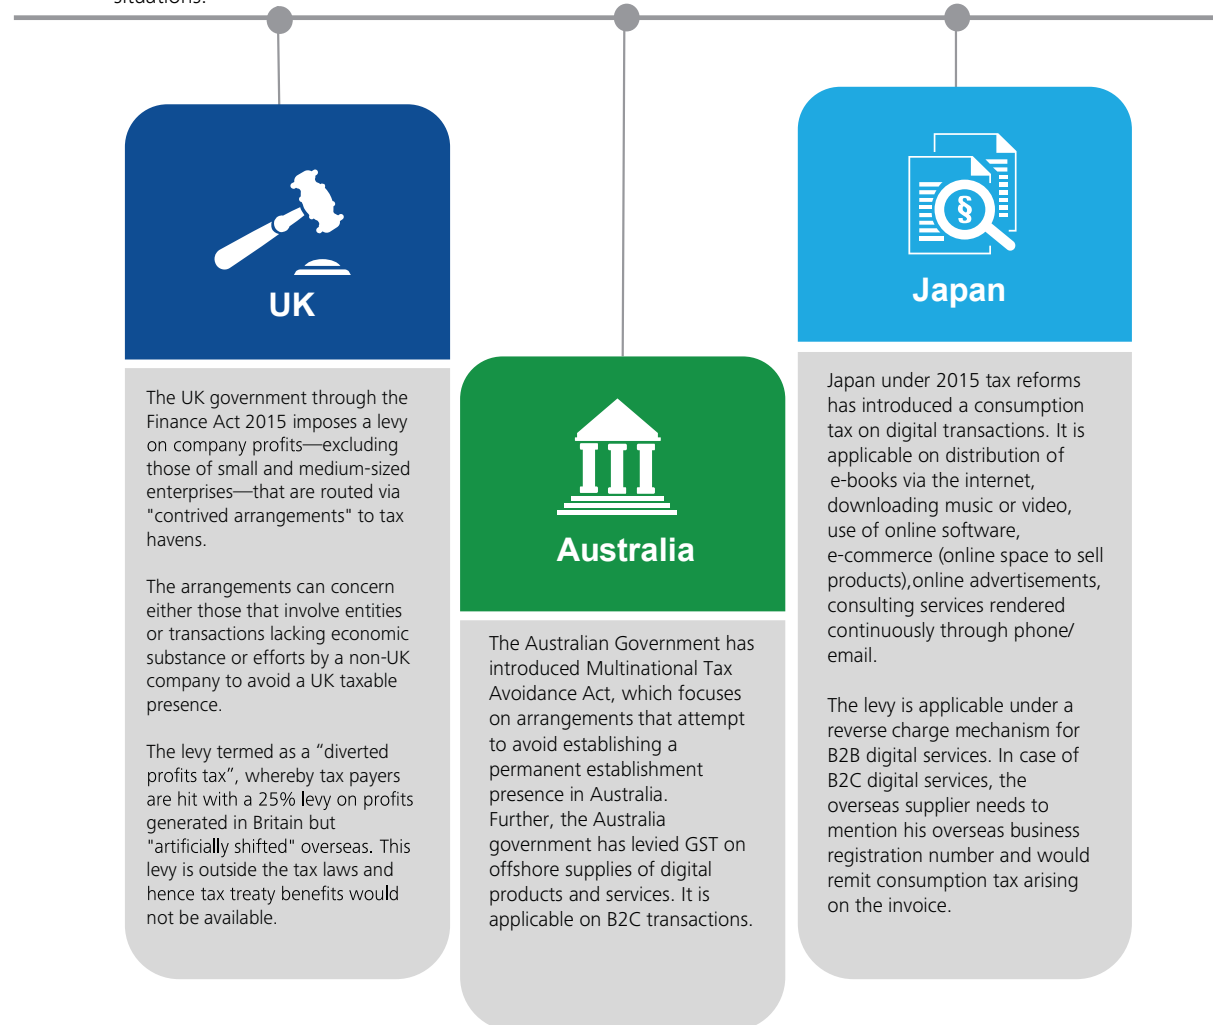 situations.
UK
The UK government through the
Finance Act 2015 imposes a levy
on company profits—excluding
those of small and medium-sized
enterprises—that are routed via
"contrived arrangements" to tax
havens.
The arrangements can concern
either those that involve entities
or transactions lacking economic
substance or efforts by a non-UK
company to avoid a UK taxable
presence.
The levy termed as a “diverted
profits tax”, whereby tax payers
are hit with a 25% levy on profits
generated in Britain but
"artificially shifted" overseas. This
levy is outside the tax laws and
hence tax treaty benefits would
not be available.
Australia
The Australian Government has
introduced Multinational Tax
Avoidance Act, which focuses
on arrangements that attempt
to avoid establishing a
permanent establishment
presence in Australia.
Further, the Australia
government has levied GST on
offshore supplies of digital
products and services. It is
applicable on B2C transactions.
§
Japan
Japan under 2015 tax reforms
has introduced a consumption
tax on digital transactions. It is
applicable on distribution of
e-books via the internet,
downloading music or video,
use of online software,
e-commerce (online space to sell
products),online advertisements,
consulting services rendered
continuously through phone/
email.
The levy is applicable under a
reverse charge mechanism for
B2B digital services. In case of
B2C digital services, the
overseas supplier needs to
mention his overseas business
registration number and would
remit consumption tax arising
on the invoice.